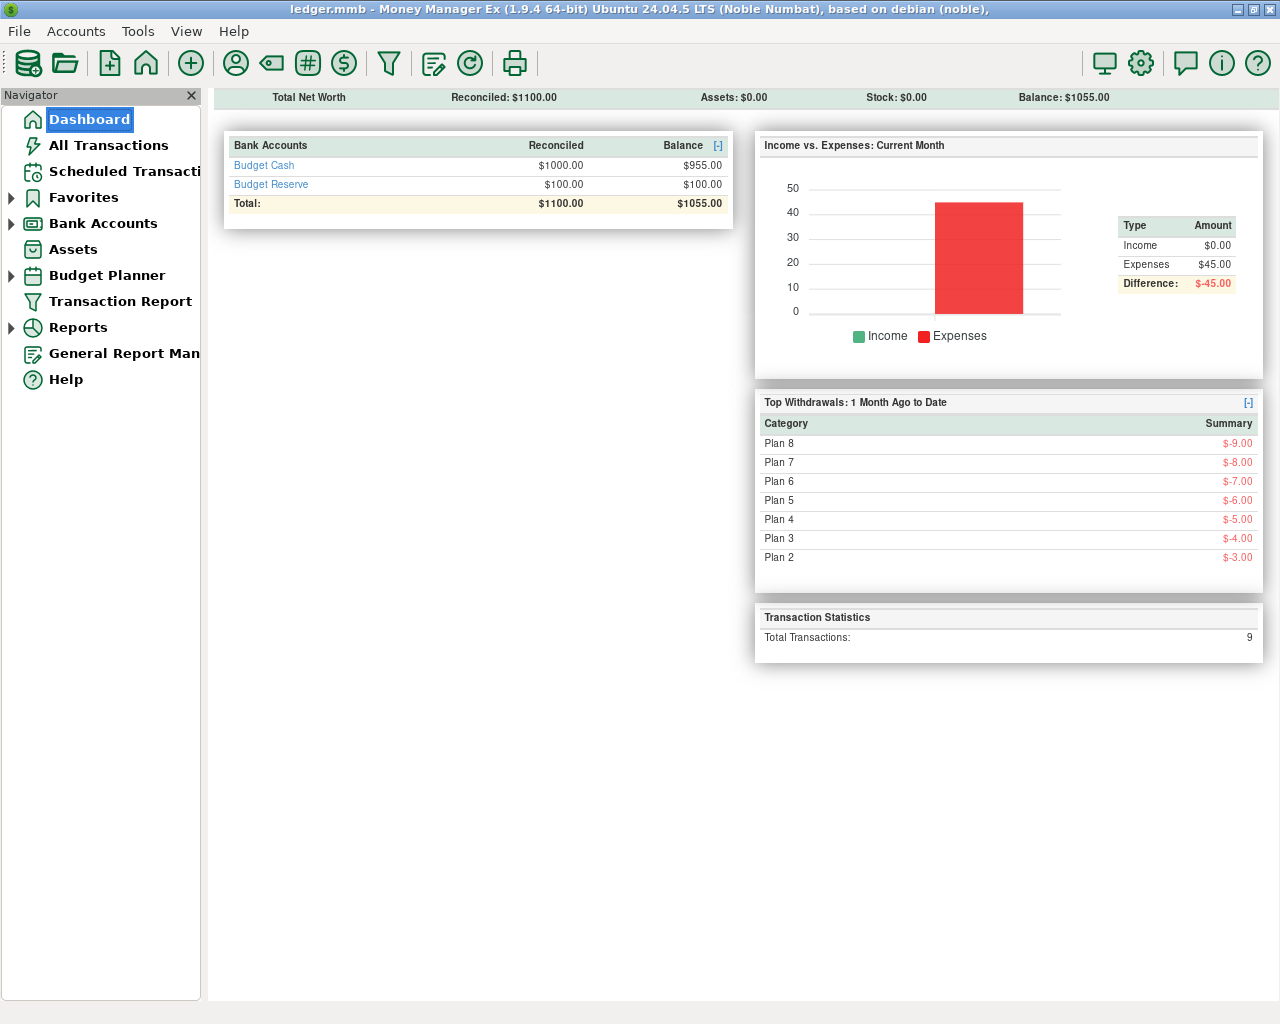 ledger.mmb - Money Manager Ex (1.9.4 64-bit) Ubuntu 24.04.5 LTS (Noble Numbat), based on debian (noble),
File Accounts Tools View Help
Navigator
Dashboard
All Transactions
Scheduled Transacti
Favorites
Bank Accounts
Assets
Budget Planner
Transaction Report
Reports
General Report Man
Help
Total Net Worth Reconciled: $1100.00 Assets: $0.00 Stock: $0.00 Balance: $1055.00
Bank Accounts Reconciled Balance [-]
Budget Cash $1000.00 $955.00
Budget Reserve $100.00 $100.00
Total: $1100.00 $1055.00
Income vs. Expenses: Current Month
50
40
30
20
10
0
Income Expenses
Type Amount
Income $0.00
Expenses $45.00
Difference: $-45.00
Top Withdrawals: 1 Month Ago to Date [-]
Category Summary
Plan 8 $-9.00
Plan 7 $-8.00
Plan 6 $-7.00
Plan 5 $-6.00
Plan 4 $-5.00
Plan 3 $-4.00
Plan 2 $-3.00
Transaction Statistics
Total Transactions: 9